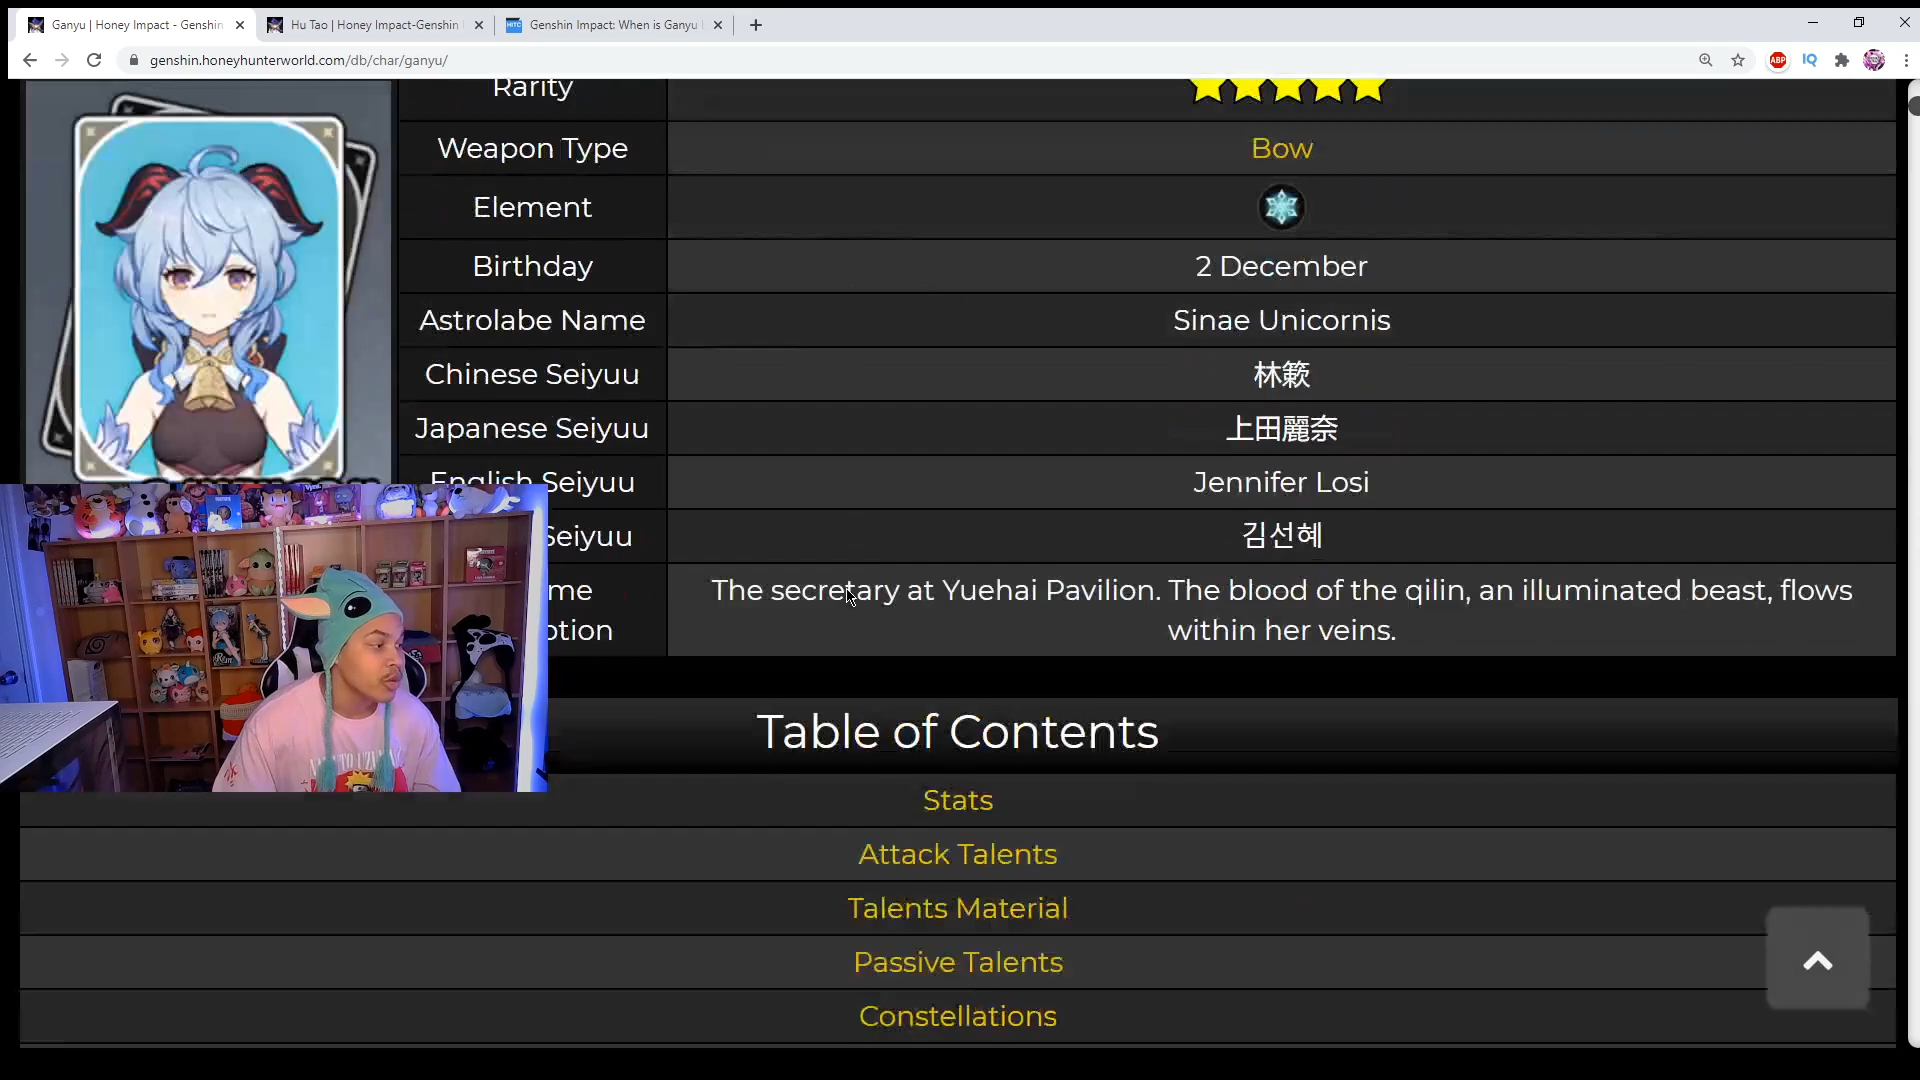 Ganyu | Honey Impact - Genshin
Hu Tao | Honey Impact-Genshin
HITC
Genshin Impact: When is Ganyu
genshin.honeyhunterworld.com/db/char/ganyu/
ABP
IQ
Rarity
Weapon Type
Bow
Element
Birthday
2 December
Astrolabe Name
Sinae Unicornis
Chinese Seiyuu
林簌
Japanese Seiyuu
上田麗奈
English Seiyuu
Jennifer Losi
Seiyuu
김선혜
me
ption
The secretary at Yuehai Pavilion. The blood of the qilin, an illuminated beast, flows
within her veins.
Table of Contents
Stats
Attack Talents
Talents Material
Passive Talents
Constellations